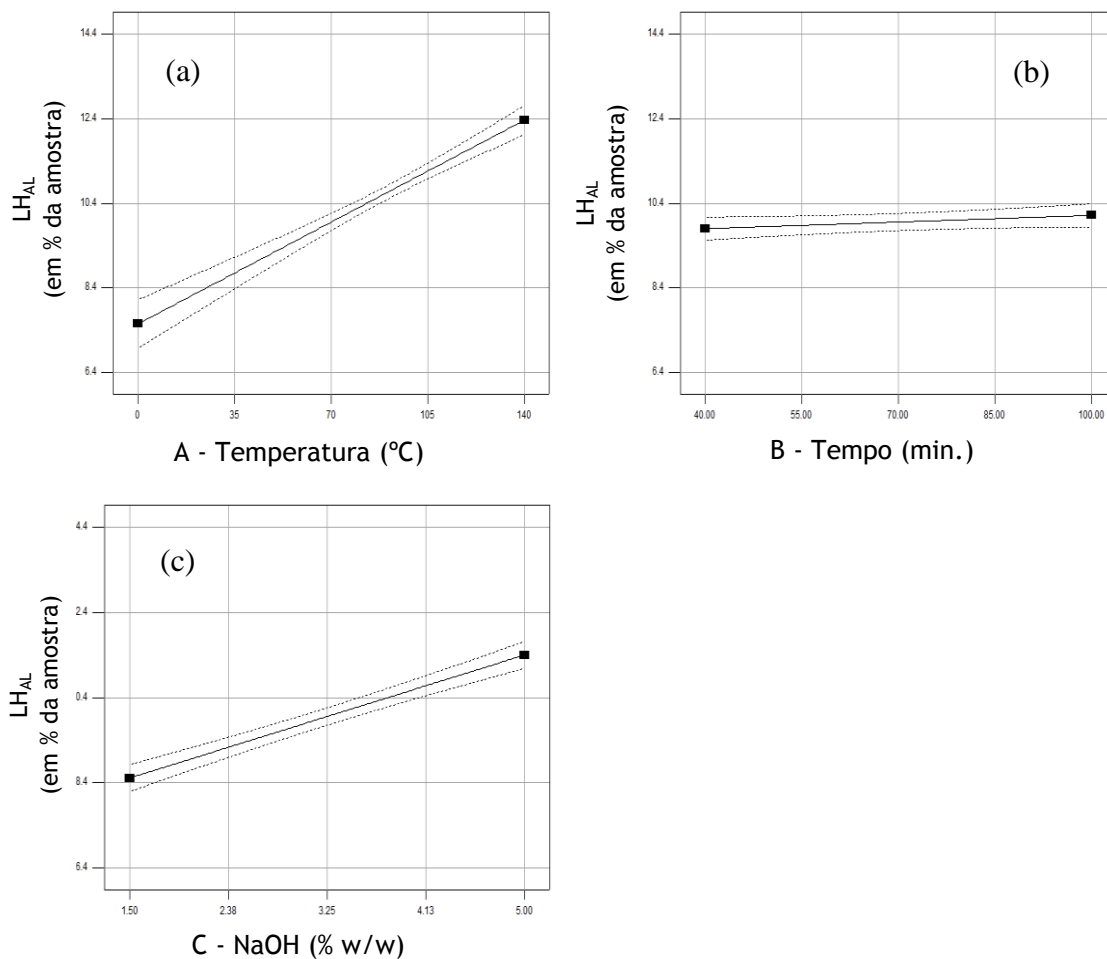 (a)
LH_AL
(em % da amostra)
14.4
12.4
10.4
8.4
6.4
0 35 70 105 140
A - Temperatura (ºC)
(b)
LH_AL
(em % da amostra)
14.4
12.4
10.4
8.4
6.4
40.00 55.00 70.00 85.00 100.00
B - Tempo (min.)
(c)
LH_AL
(em % da amostra)
4.4
2.4
0.4
8.4
6.4
1.50 2.38 3.25 4.13 5.00
C - NaOH (% w/w)